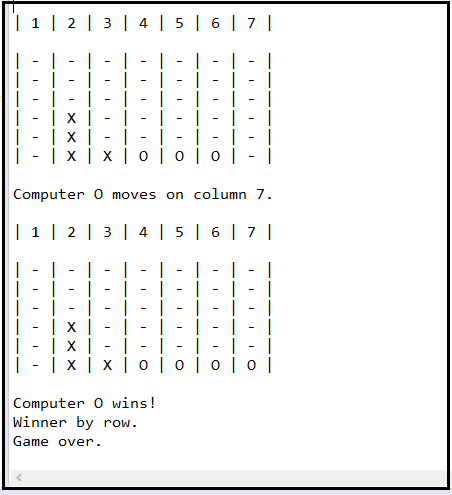 | 1 | 2 | 3 | 4 | 5 | 6 | 7 |
| - | - | - | - | - | - | - |
| - | - | - | - | - | - | - |
| - | - | - | - | - | - | - |
| - | X | - | - | - | - | - |
| - | X | - | - | - | - | - |
| - | X | X | O | O | O | - |
Computer O moves on column 7.
| 1 | 2 | 3 | 4 | 5 | 6 | 7 |
| - | - | - | - | - | - | - |
| - | - | - | - | - | - | - |
| - | - | - | - | - | - | - |
| - | X | - | - | - | - | - |
| - | X | - | - | - | - | - |
| - | X | X | O | O | O | O |
Computer O wins!
Winner by row.
Game over.